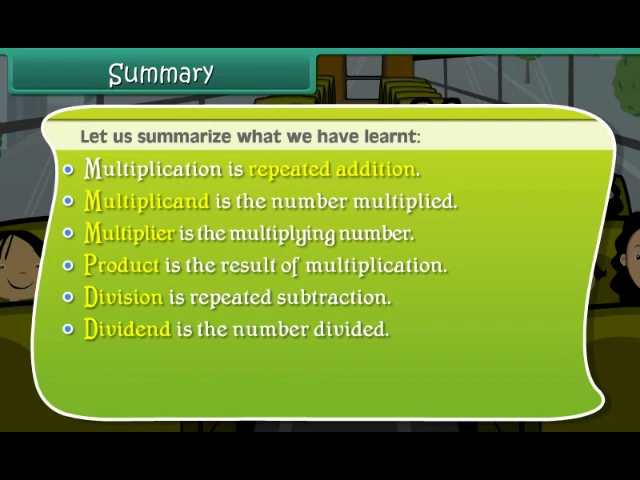 Summary
Let us summarize what we have learnt:
Multiplication is repeated addition.
Multiplicand is the number multiplied.
Multiplier is the multiplying number.
Product is the result of multiplication.
Division is repeated subtraction.
Dividend is the number divided.